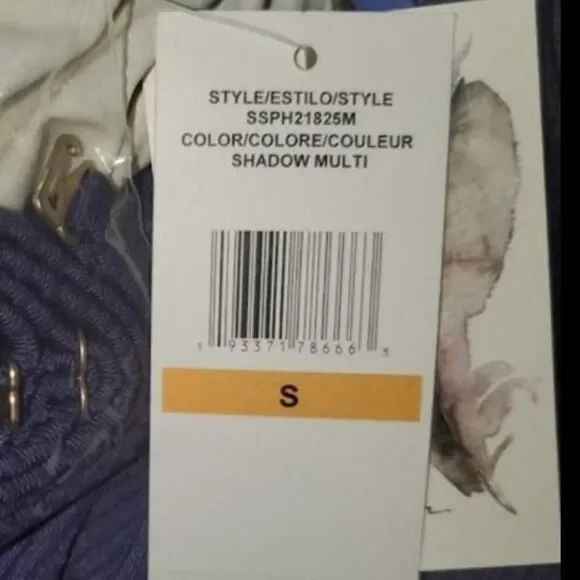 STYLE/ESTILO/STYLE
SSPH21825M
COLOR/COLORE/COULEUR
SHADOW MULTI
1 93371 78666 3
S